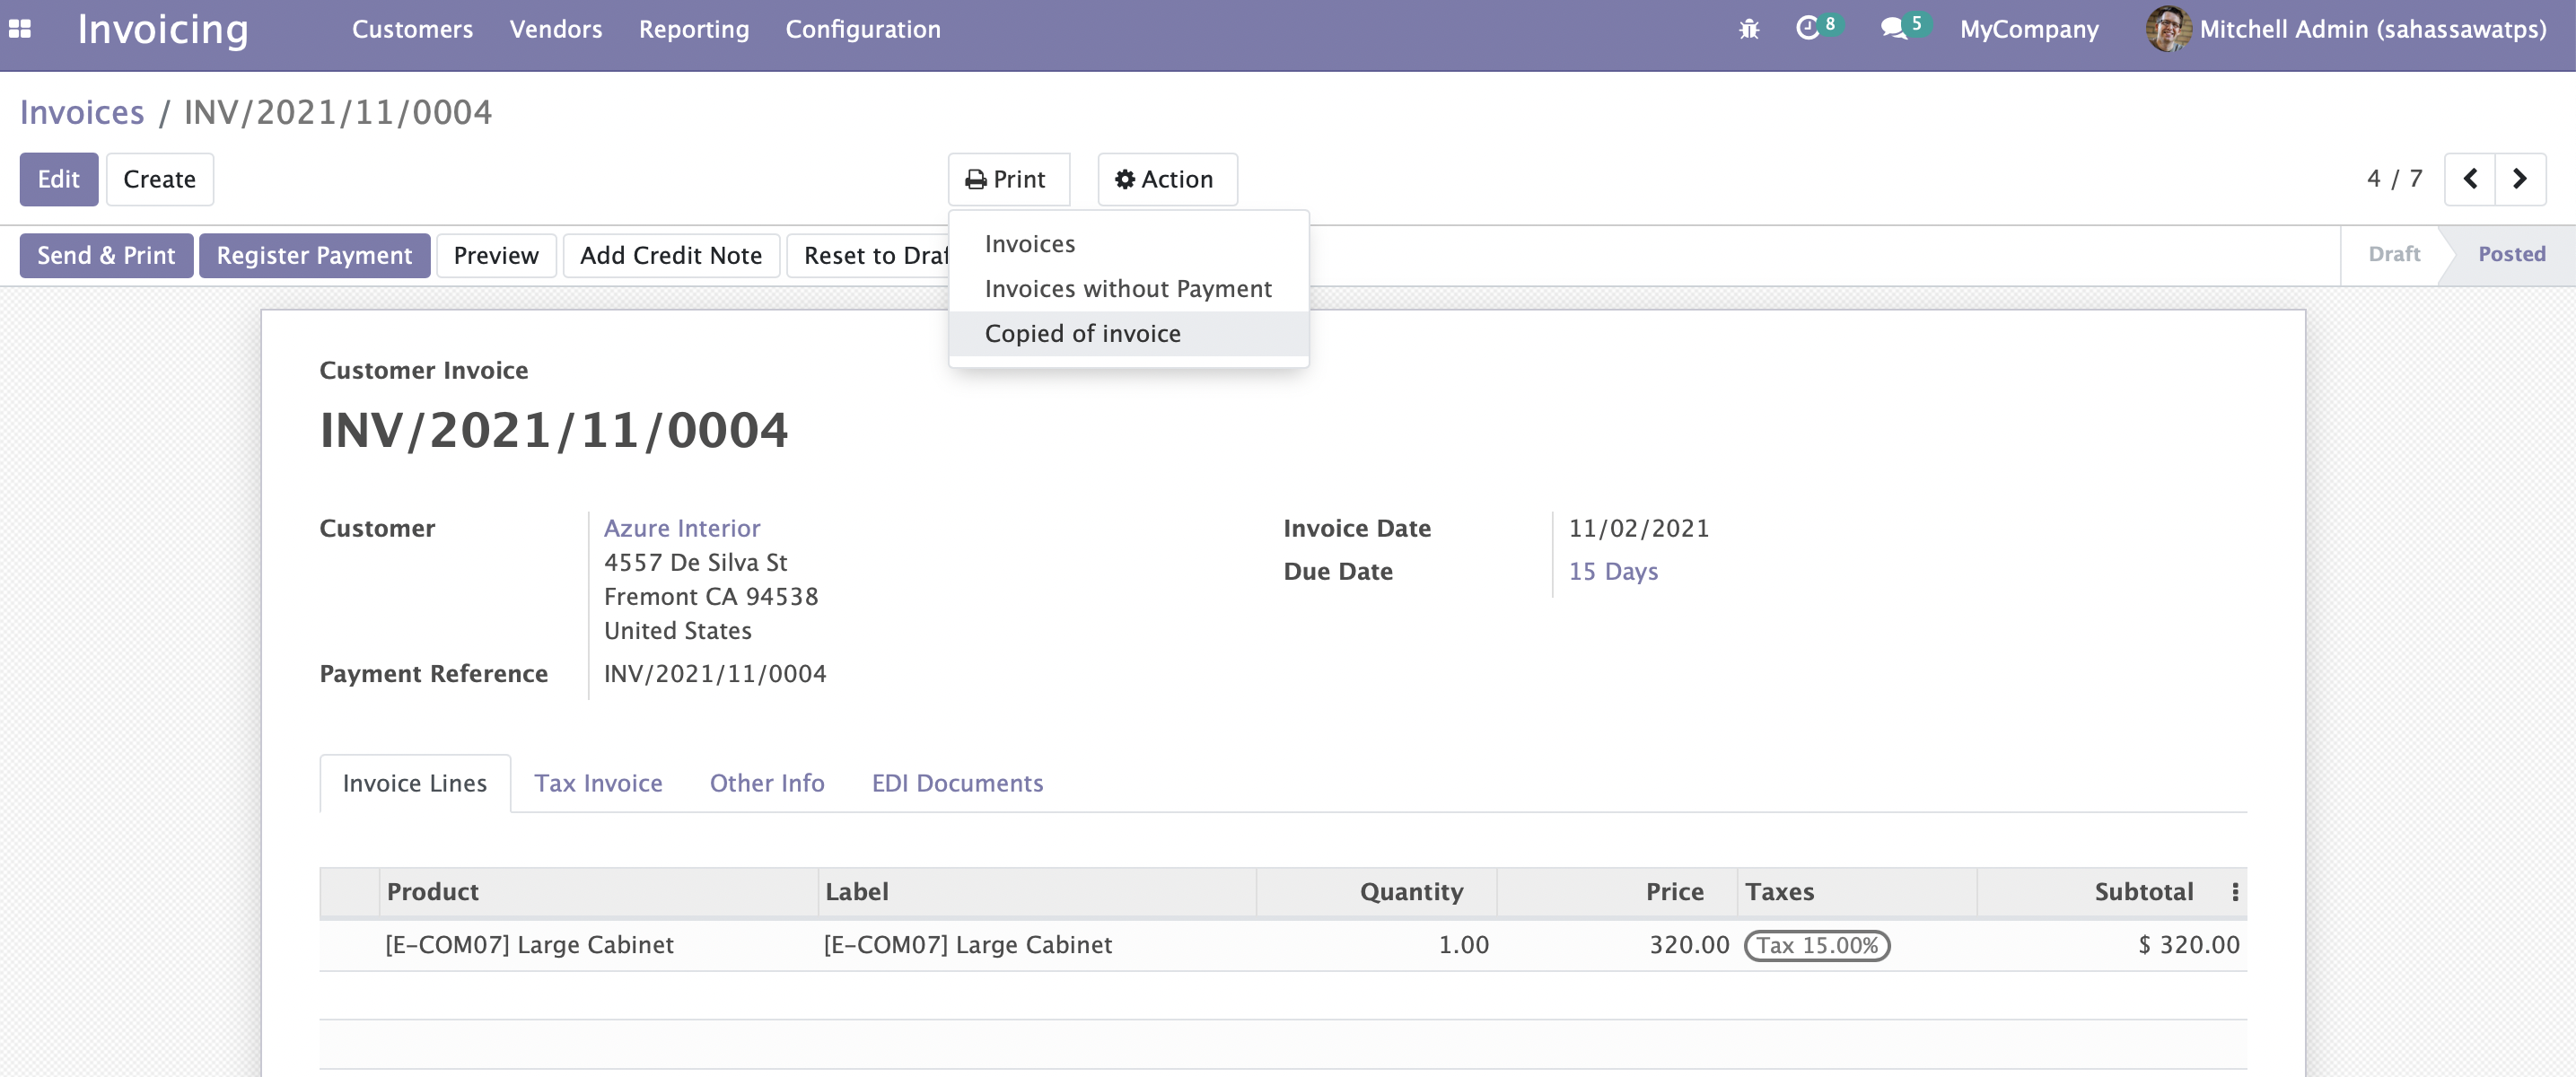 Invoicing Customers Vendors Reporting Configuration 8 5 MyCompany Mitchell Admin (sahassawatps)
Invoices / INV/2021/11/0004
Edit Create Print Action 4 / 7
Send & Print Register Payment Preview Add Credit Note Reset to Draf Draft Posted
Invoices
Invoices without Payment
Copied of invoice
Customer Invoice
INV/2021/11/0004
Customer Azure Interior Invoice Date 11/02/2021
4557 De Silva St
Due Date 15 Days
Fremont CA 94538
United States
Payment Reference INV/2021/11/0004
Invoice Lines Tax Invoice Other Info EDI Documents
Product Label Quantity Price Taxes Subtotal
[E-COM07] Large Cabinet [E-COM07] Large Cabinet 1.00 320.00 Tax 15.00% $ 320.00